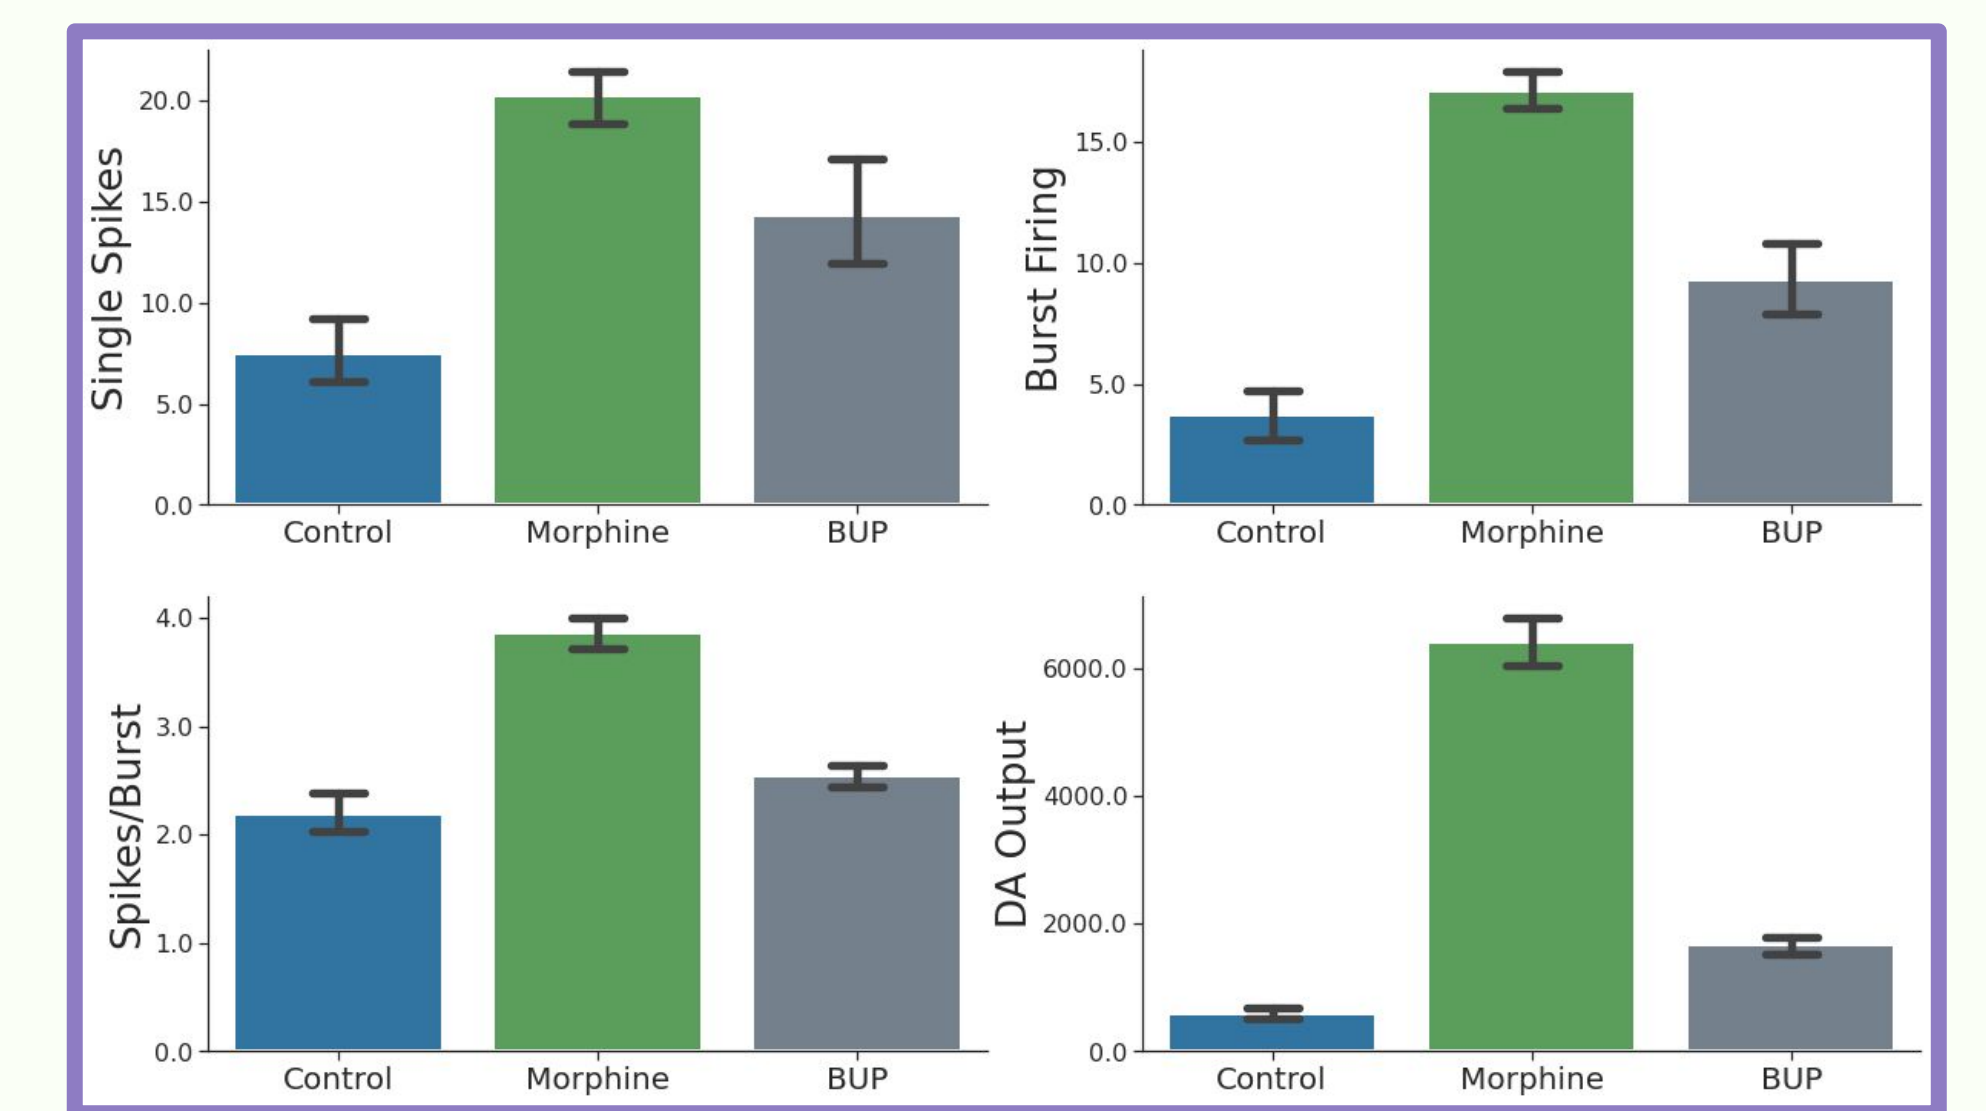 Single Spikes
20.0
15.0
10.0
5.0
0.0
Control Morphine BUP
Burst Firing
15.0
10.0
5.0
0.0
Control Morphine BUP
Spikes/Burst
4.0
3.0
2.0
1.0
0.0
Control Morphine BUP
DA Output
6000.0
4000.0
2000.0
0.0
Control Morphine BUP